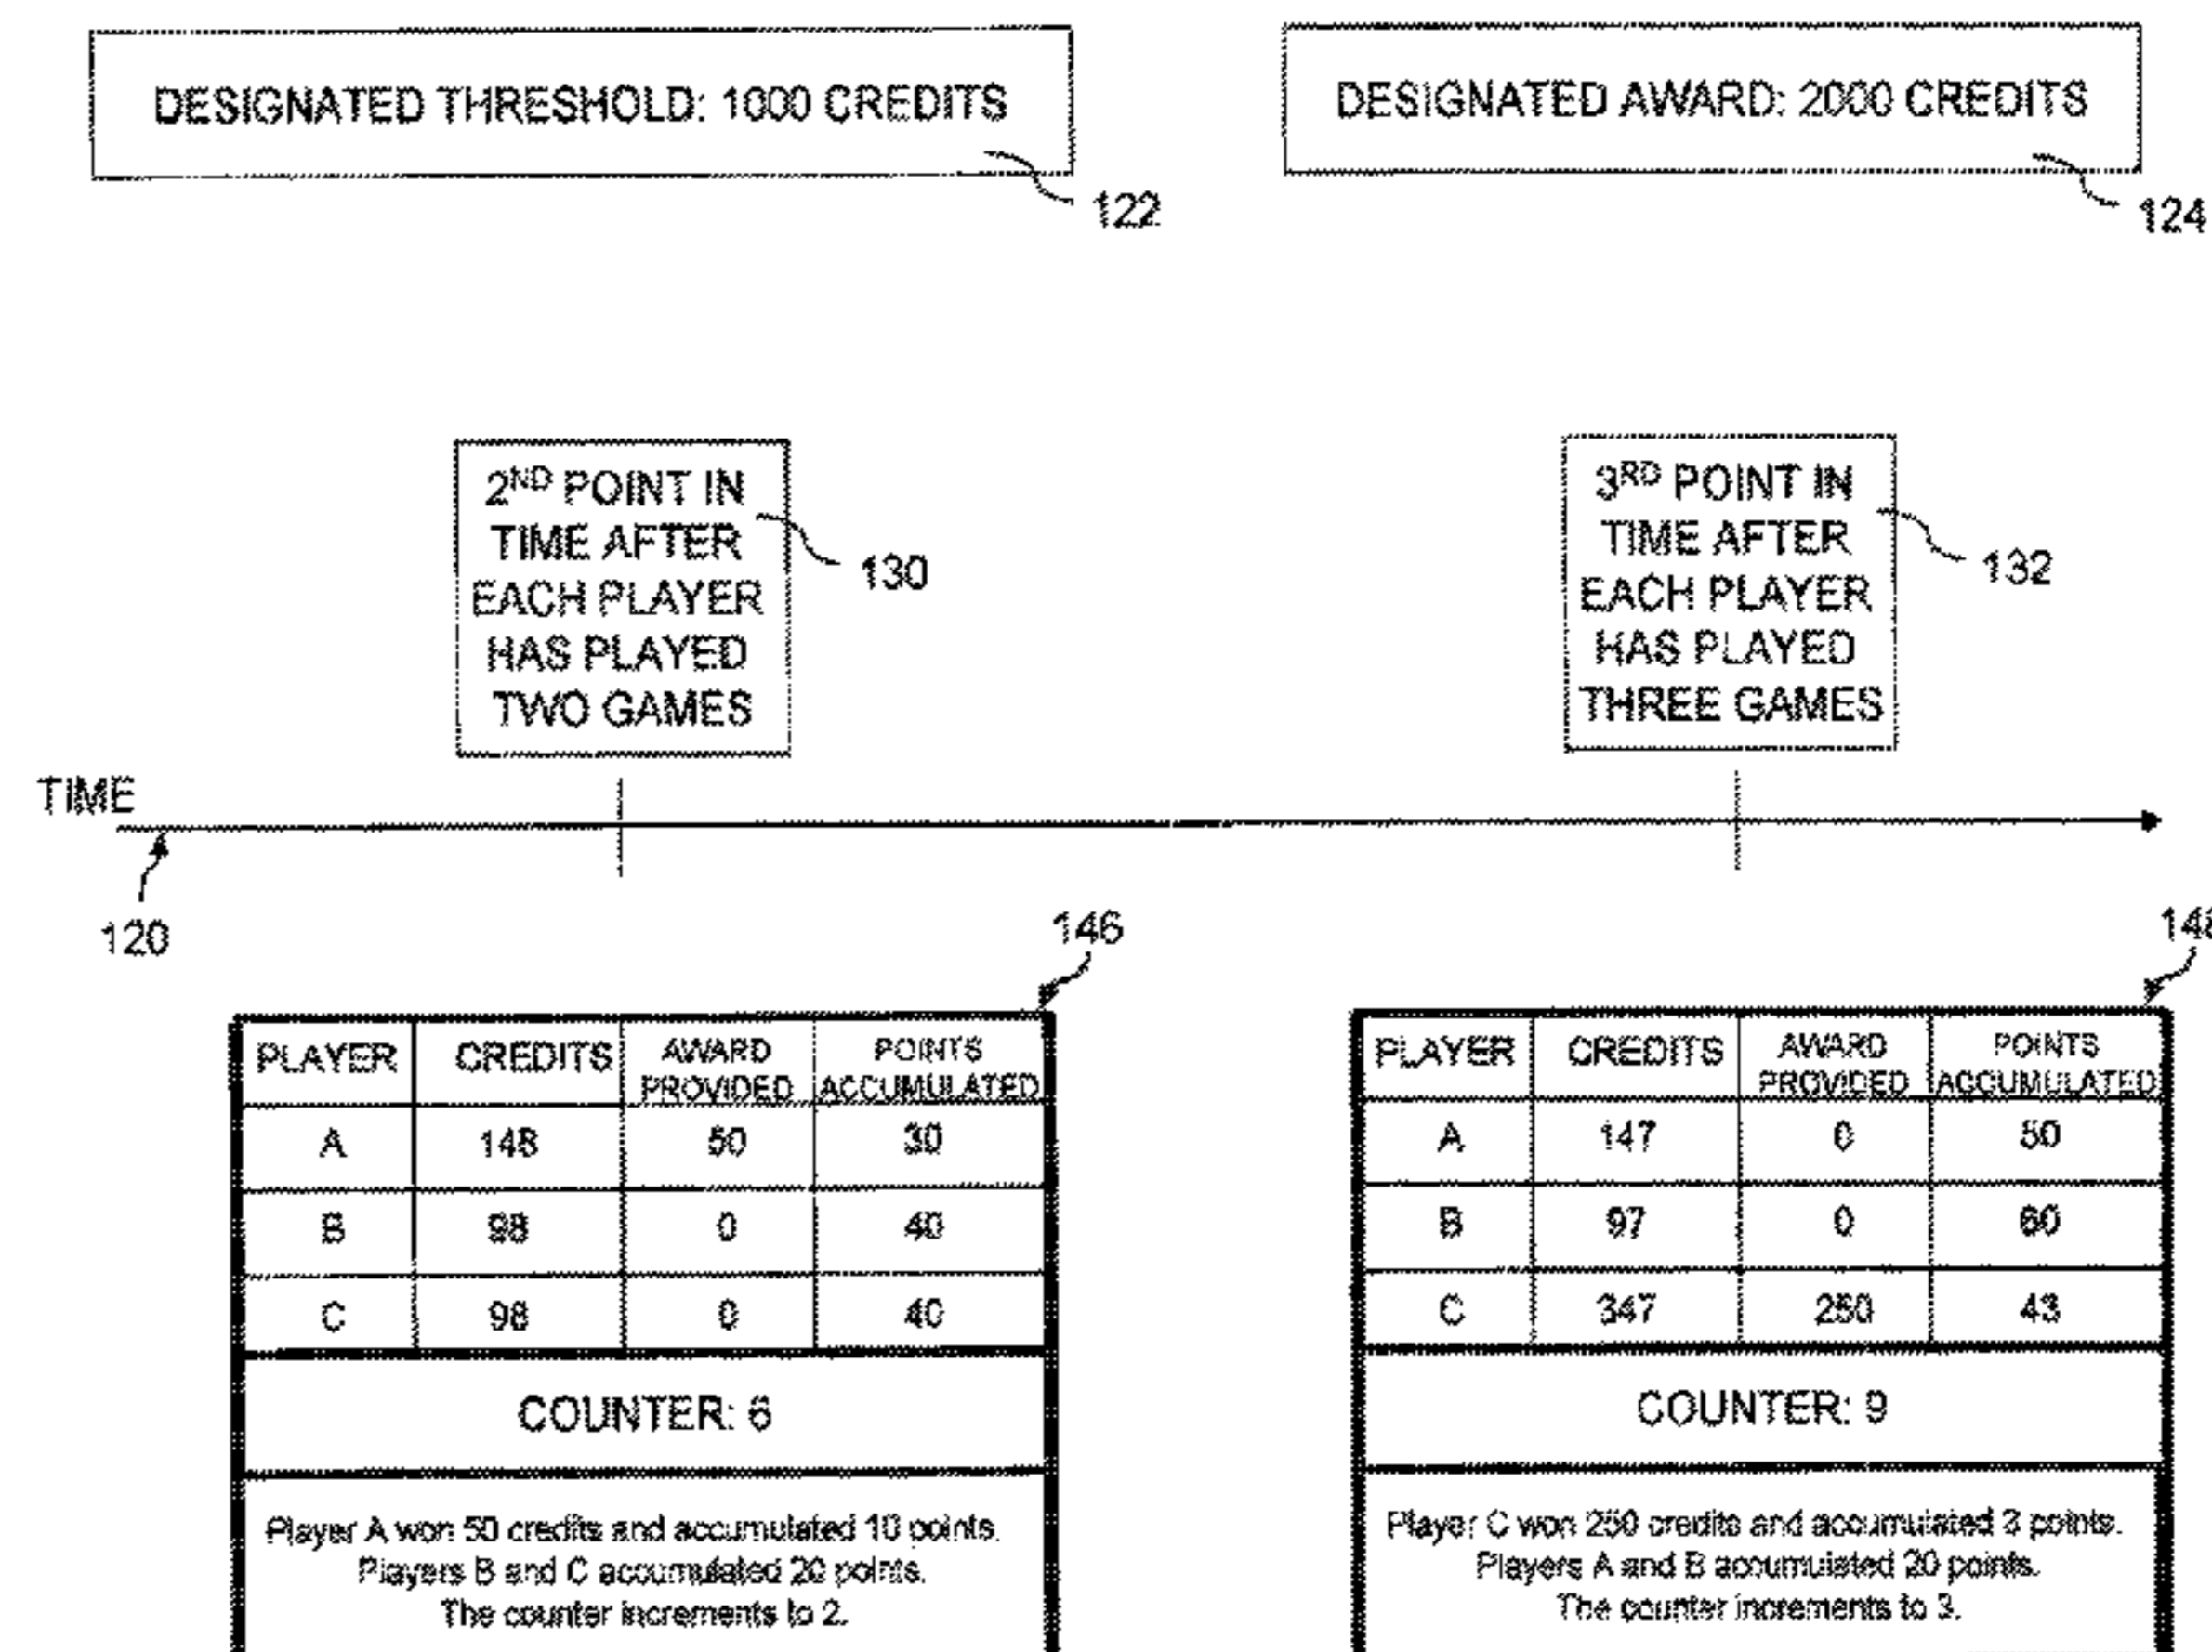 DESIGNATED THRESHOLD: 1000 CREDITS
122
DESIGNATED AWARD: 2000 CREDITS
124
2ND POINT IN
TIME AFTER
EACH PLAYER
HAS PLAYED
TWO GAMES
130
3RD POINT IN
TIME AFTER
EACH PLAYER
HAS PLAYED
THREE GAMES
132
TIME
120
146
PLAYER CREDITS AWARD PROVIDED POINTS ACCUMULATED
A 148 50 30
B 98 0 40
C 98 0 40
COUNTER: 6
Player A won 50 credits and accumulated 10 points.
Players B and C accumulated 20 points.
The counter increments to 2.
148
PLAYER CREDITS AWARD PROVIDED POINTS ACCUMULATED
A 147 0 50
B 97 0 60
C 347 250 43
COUNTER: 9
Player C won 250 credits and accumulated 3 points.
Players A and B accumulated 20 points.
The counter increments to 3.